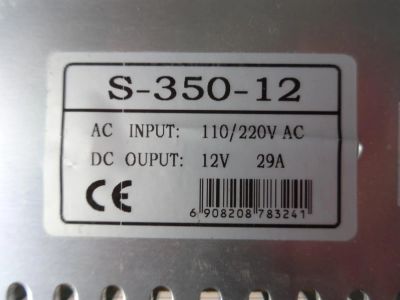 S-350-12
AC INPUT: 110/220V AC
DC OUPUT: 12V 29A
CE
6 908208 783241